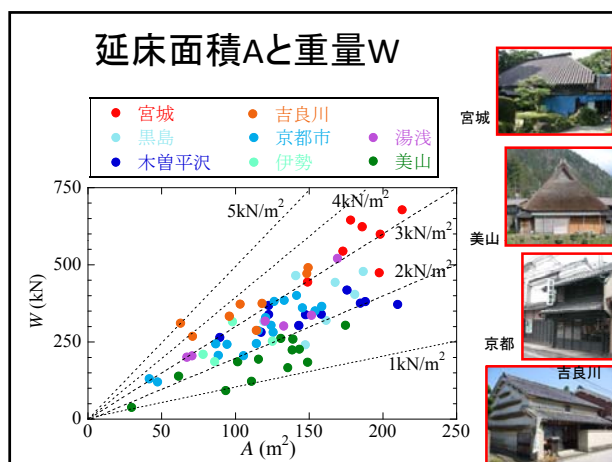 延床面積Aと重量W
宮城 吉良川
黒島 京都市 湯浅
木曽平沢 伊勢 美山
750
500
250
0
W (kN)
0 50 100 150 200 250
A (m²)
5kN/m²
4kN/m²
3kN/m²
2kN/m²
1kN/m²
宮城
美山
京都
吉良川